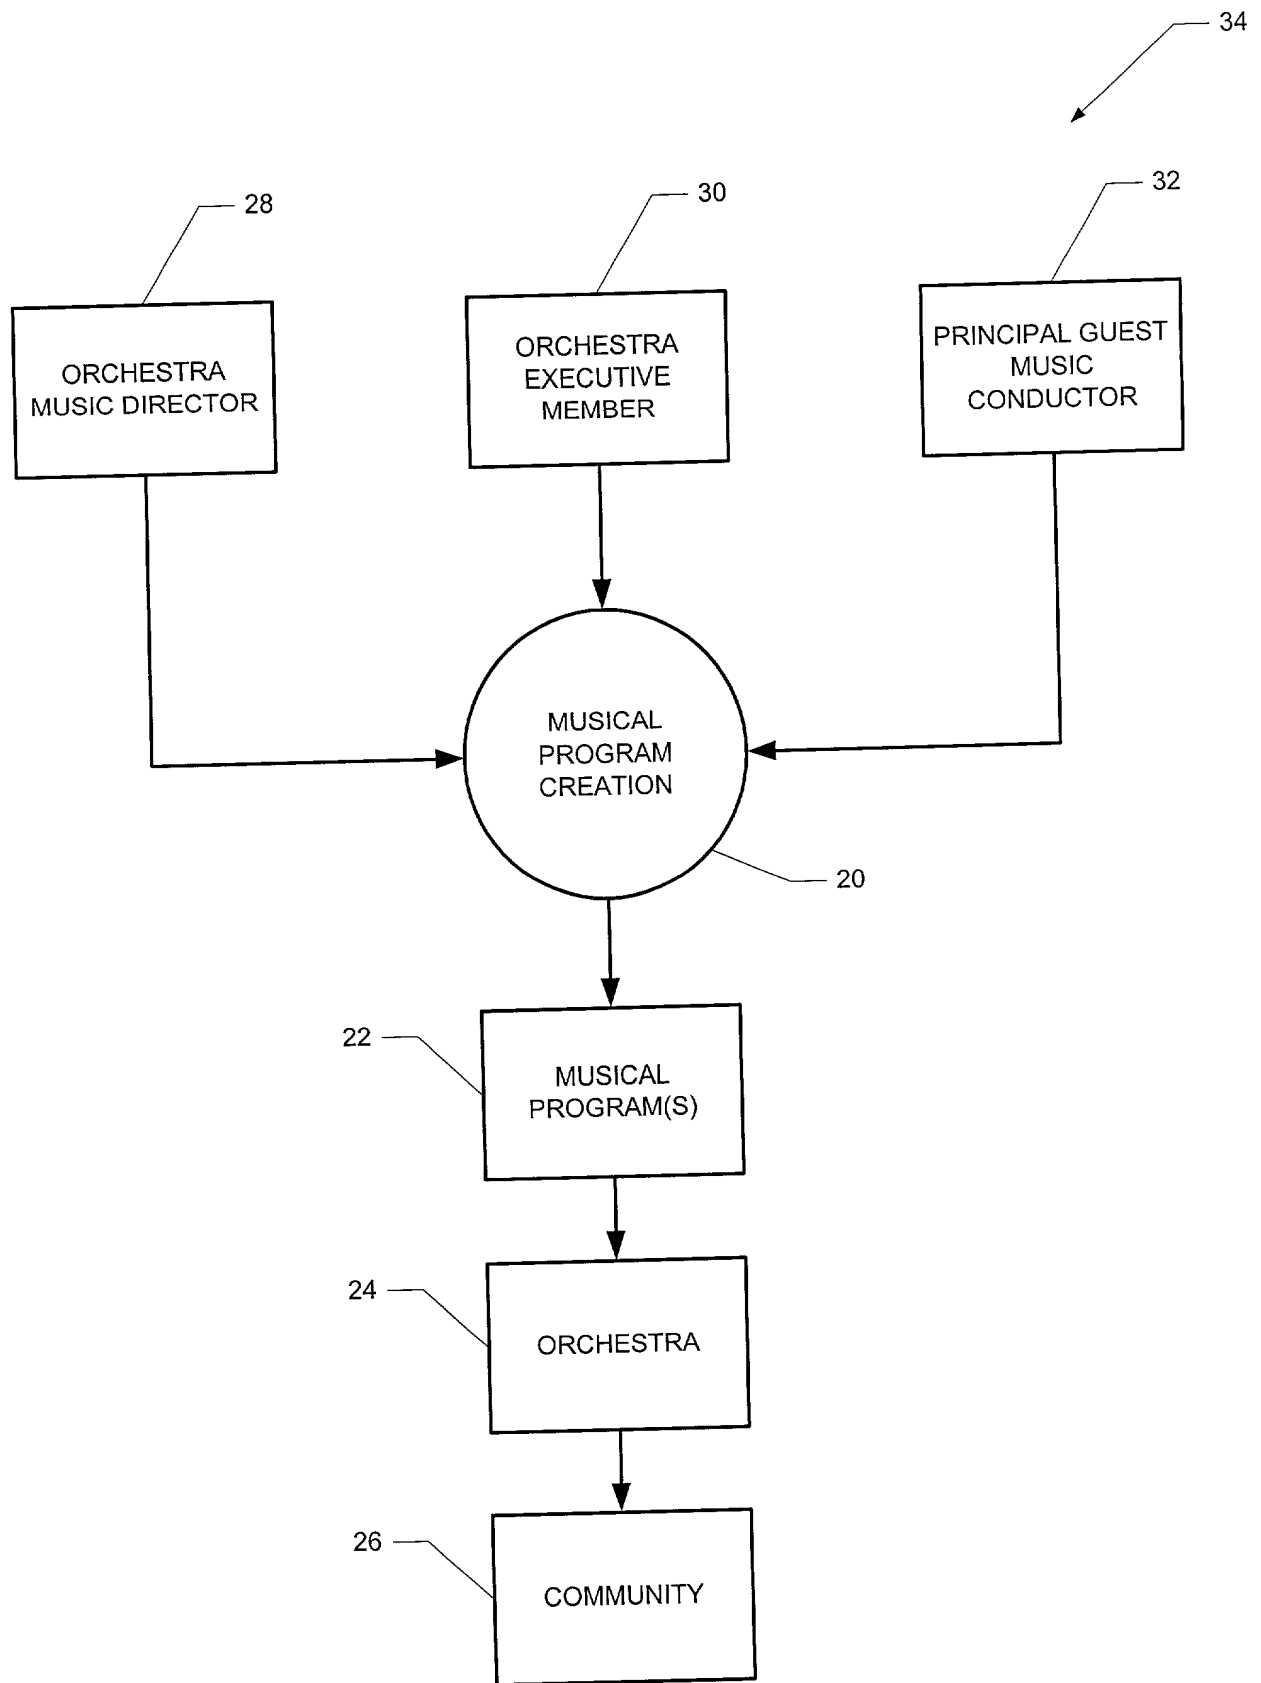 34
28
30
32
ORCHESTRA
MUSIC DIRECTOR
ORCHESTRA
EXECUTIVE
MEMBER
PRINCIPAL GUEST
MUSIC
CONDUCTOR
MUSICAL
PROGRAM
CREATION
20
22
MUSICAL
PROGRAM(S)
24
ORCHESTRA
26
COMMUNITY